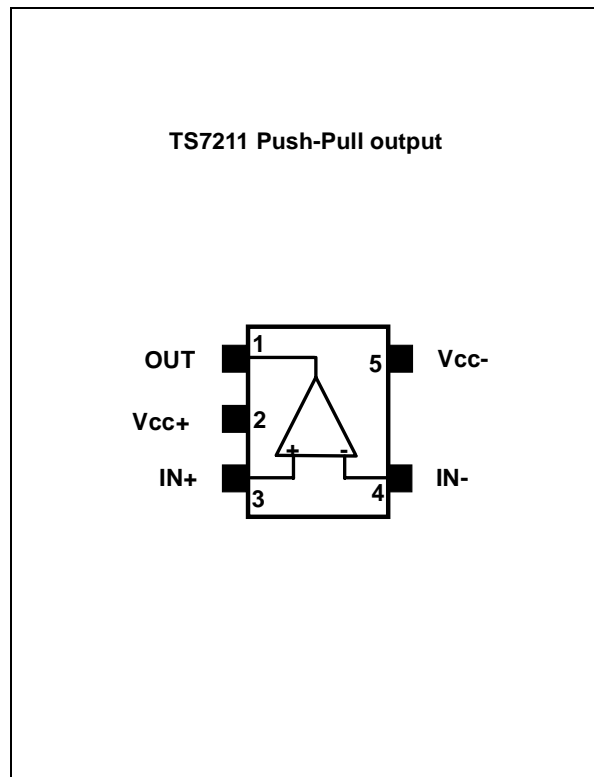 TS7211 Push-Pull output
OUT 1 5 Vcc-
Vcc+ 2
IN+ + - IN-
3 4